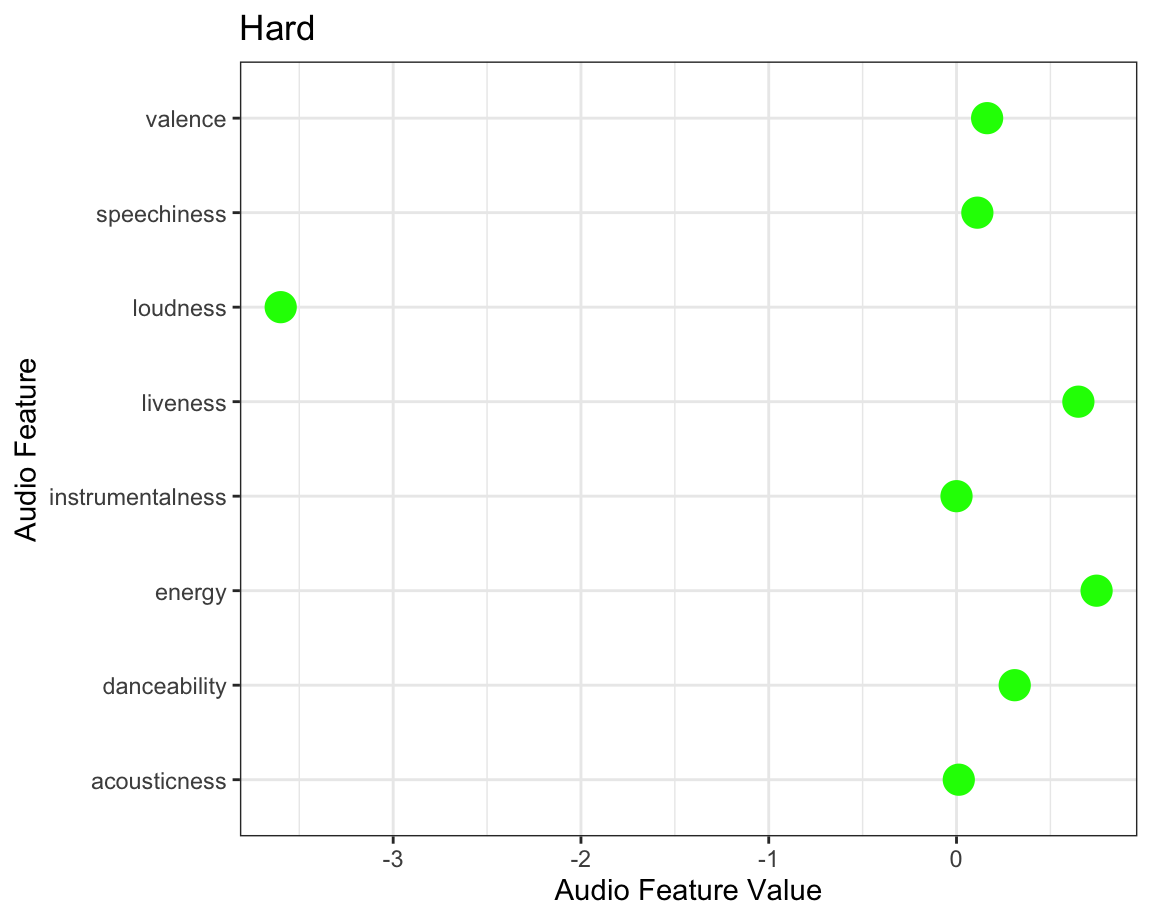 Hard
valence
speechiness
loudness
liveness
instrumentalness
energy
danceability
acousticness
Audio Feature
-3 -2 -1 0
Audio Feature Value